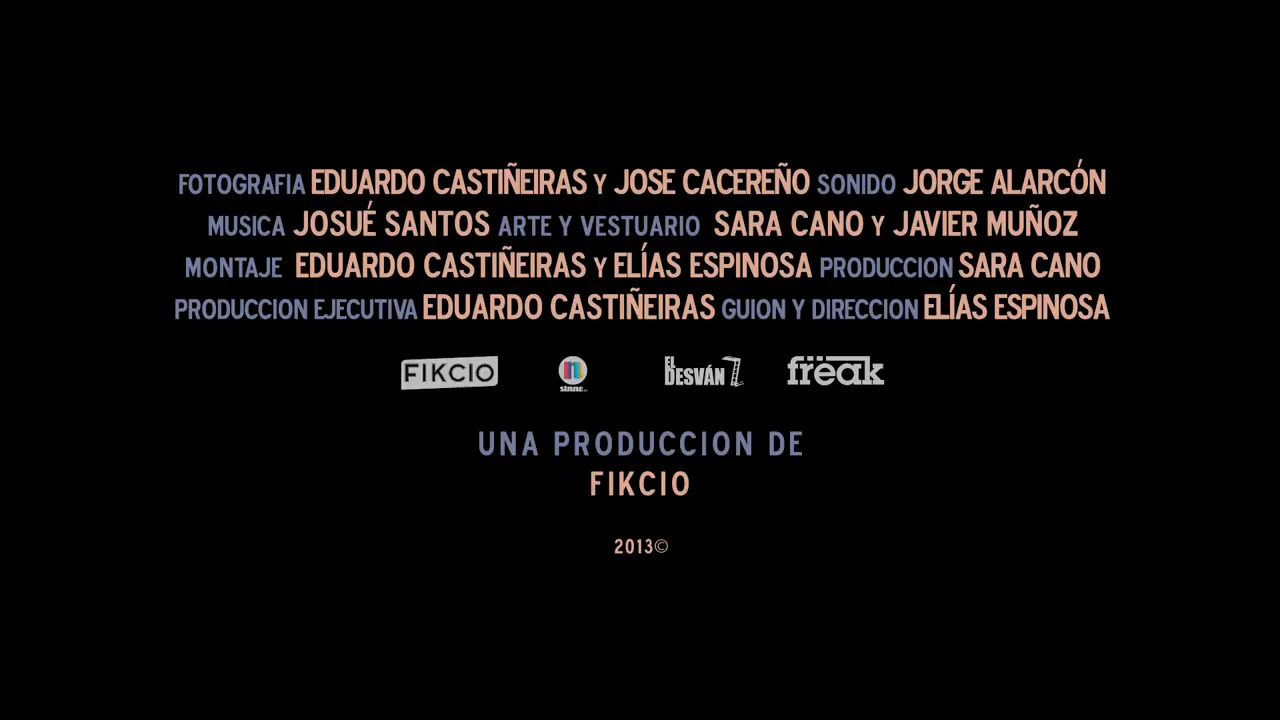 FOTOGRAFIA EDUARDO CASTIÑEIRAS Y JOSE CACEREÑO SONIDO JORGE ALARCÓN
MUSICA JOSUÉ SANTOS ARTE Y VESTUARIO SARA CANO Y JAVIER MUÑOZ
MONTAJE EDUARDO CASTIÑEIRAS Y ELÍAS ESPINOSA PRODUCCION SARA CANO
PRODUCCION EJECUTIVA EDUARDO CASTIÑEIRAS GUION Y DIRECCION ELÍAS ESPINOSA
FIKCIO
EL DESVÁN
freak
UNA PRODUCCION DE
FIKCIO
2013©